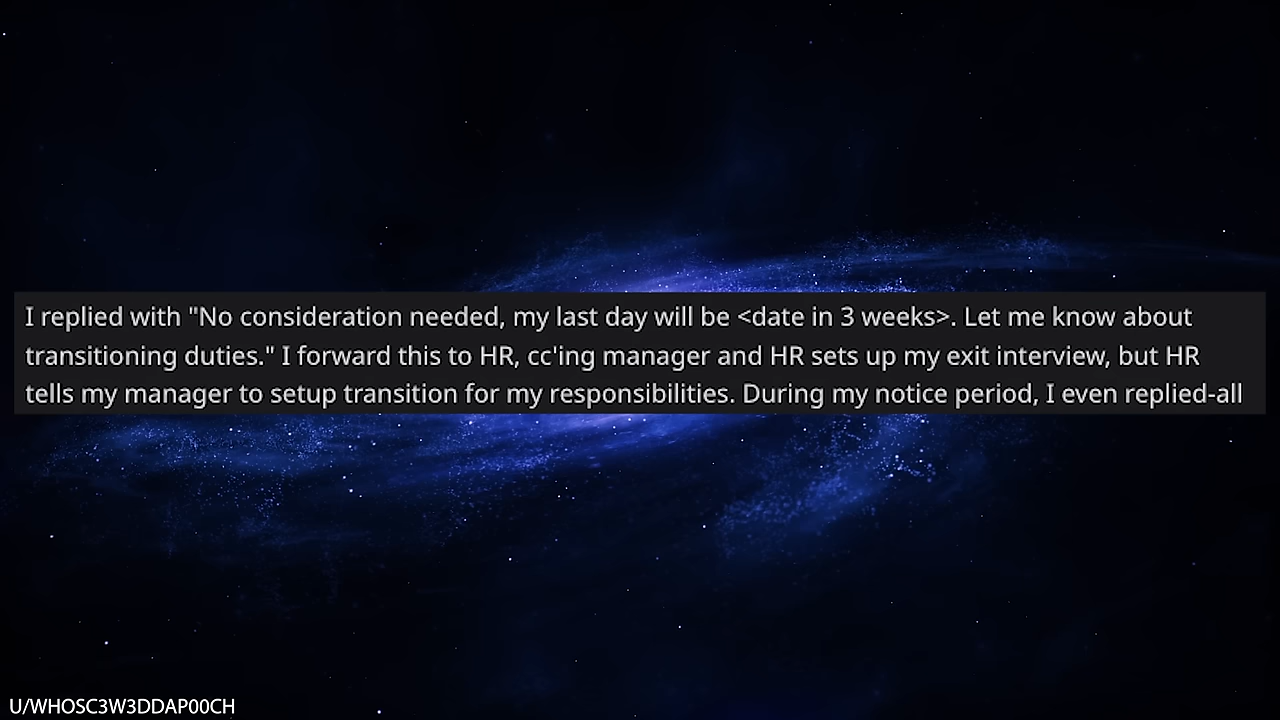 I replied with "No consideration needed, my last day will be <date in 3 weeks>. Let me know about
transitioning duties." I forward this to HR, cc'ing manager and HR sets up my exit interview, but HR
tells my manager to setup transition for my responsibilities. During my notice period, I even replied-all
U/WHOSC3W3DDAP00CH